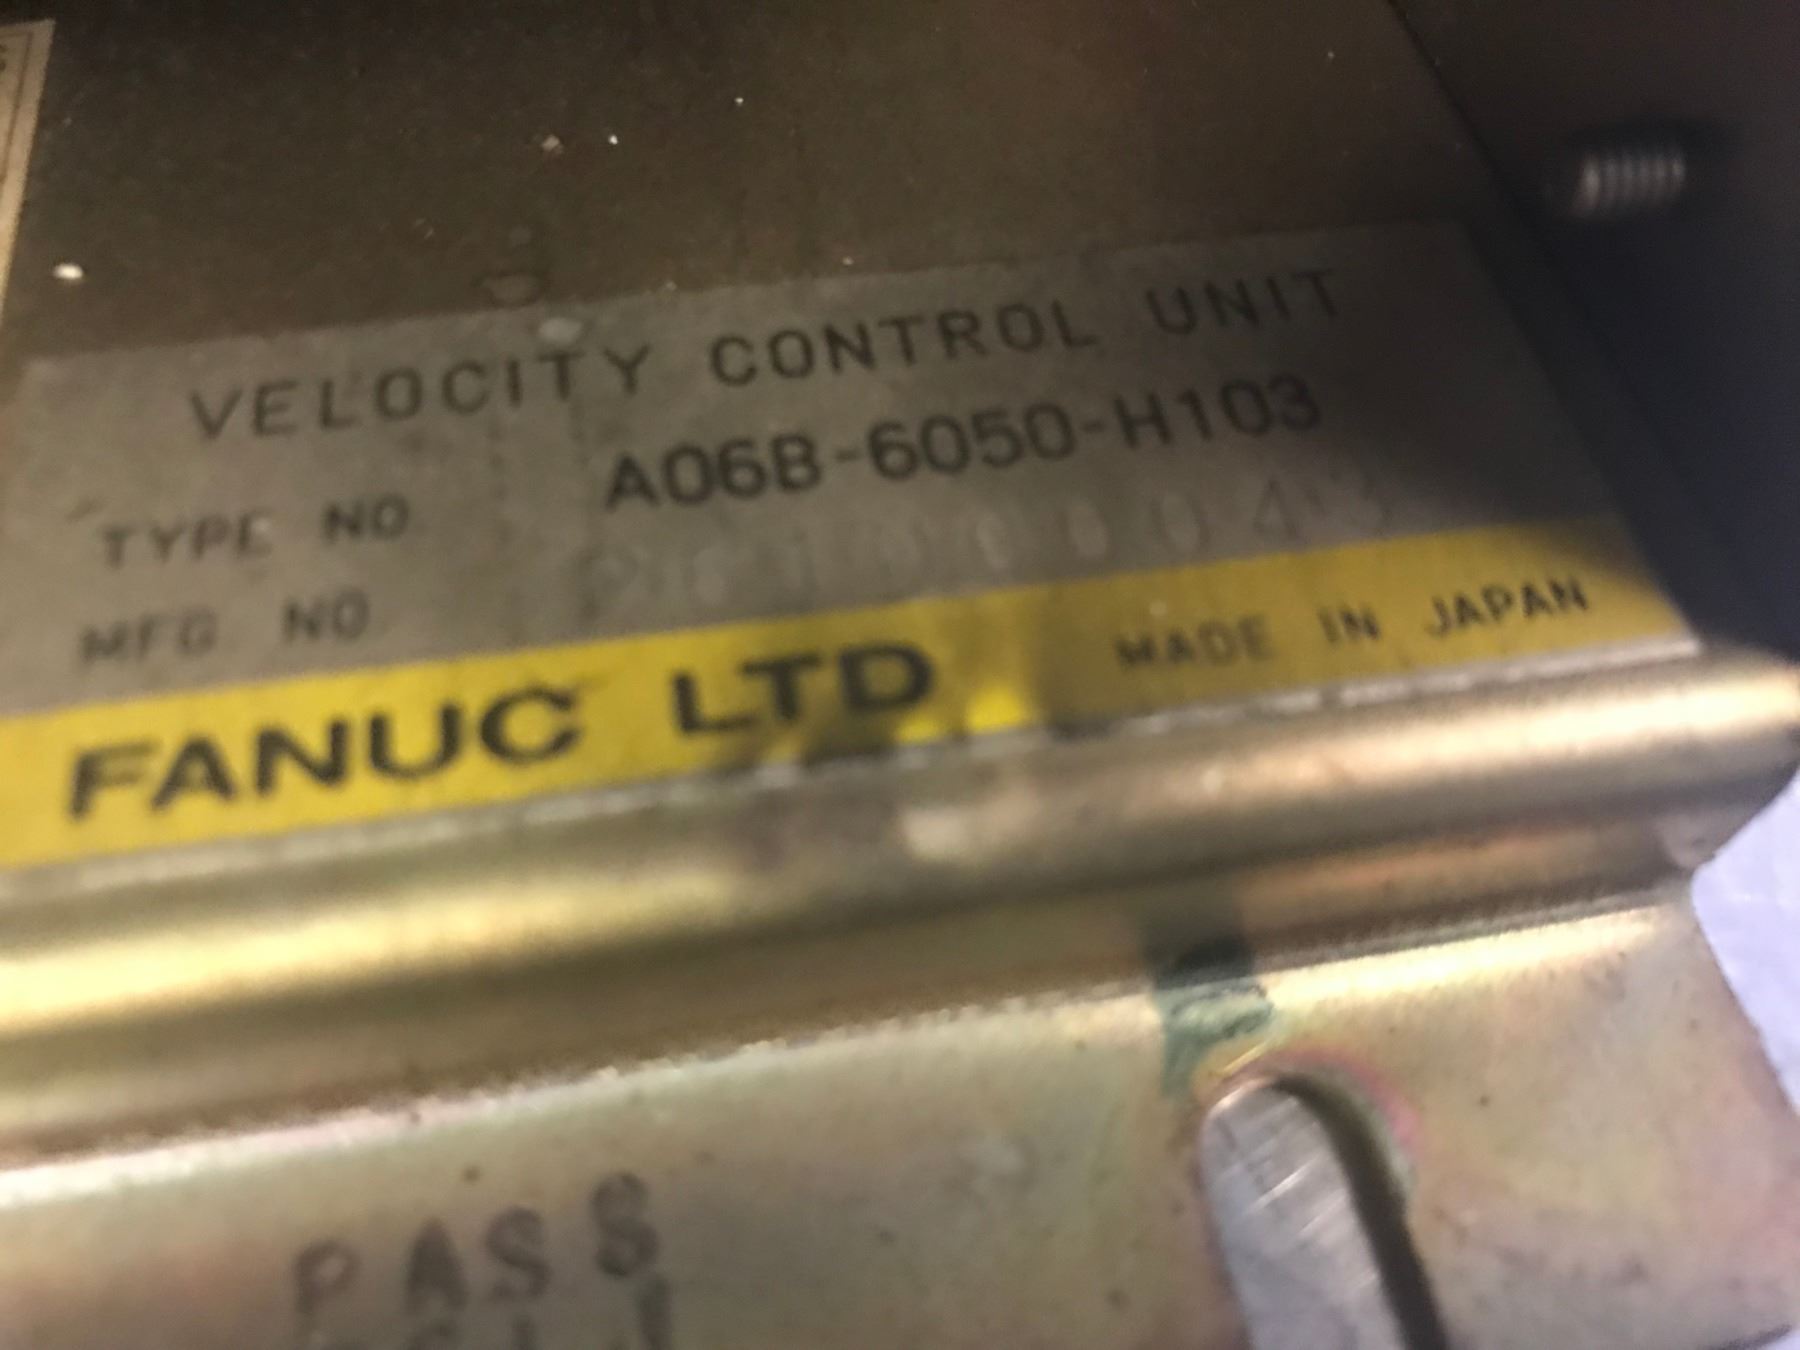 VELOCITY CONTROL UNIT
TYPE NO A06B-6050-H103
MFG NO
FANUC LTD MADE IN JAPAN
PASS